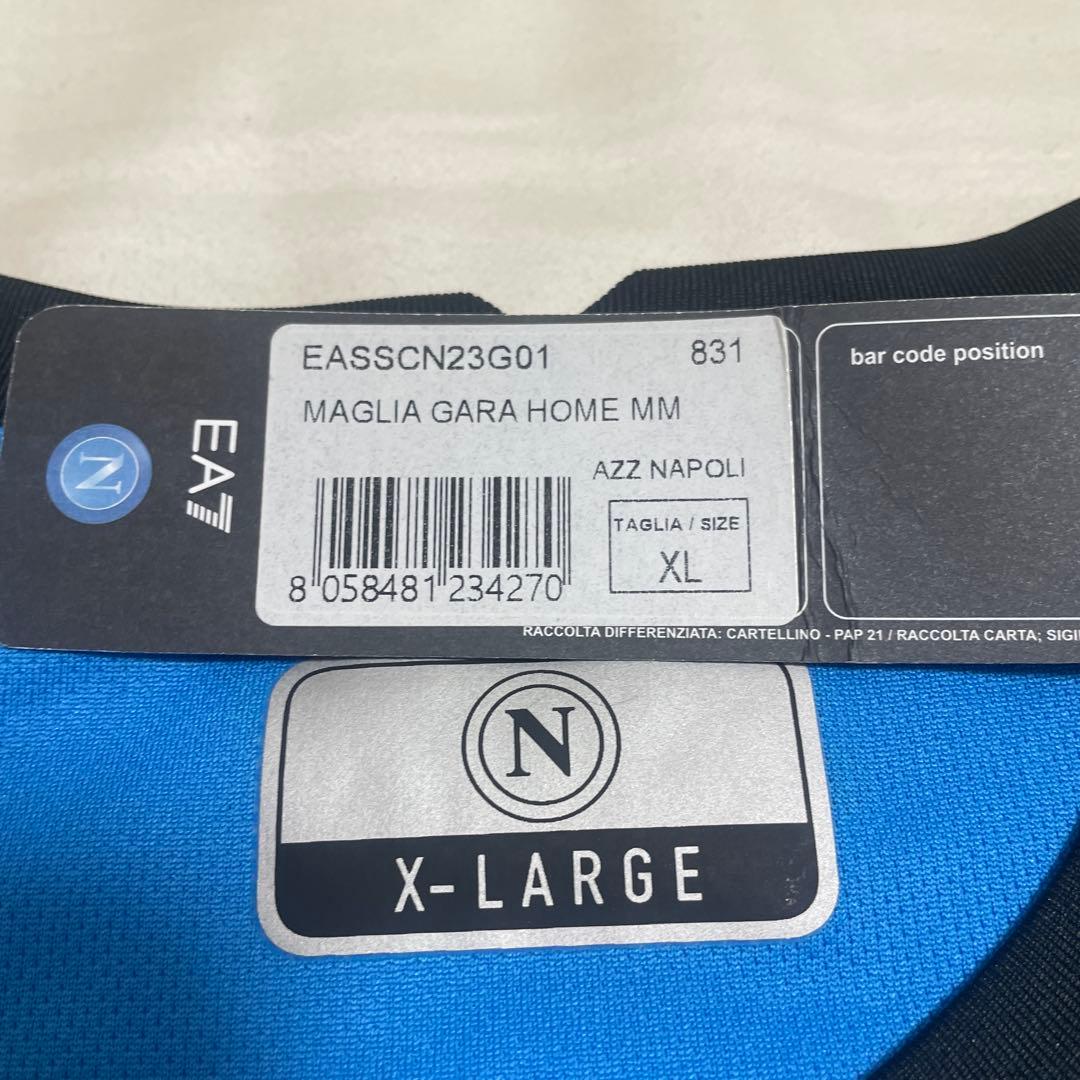 EASSCN23G01 831
MAGLIA GARA HOME MM
AZZ NAPOLI
TAGLIA / SIZE
XL
8 058481 234270
N
EA7
bar code position
RACCOLTA DIFFERENZIATA: CARTELLINO - PAP 21 / RACCOLTA CARTA; SIGI
N
X-LARGE